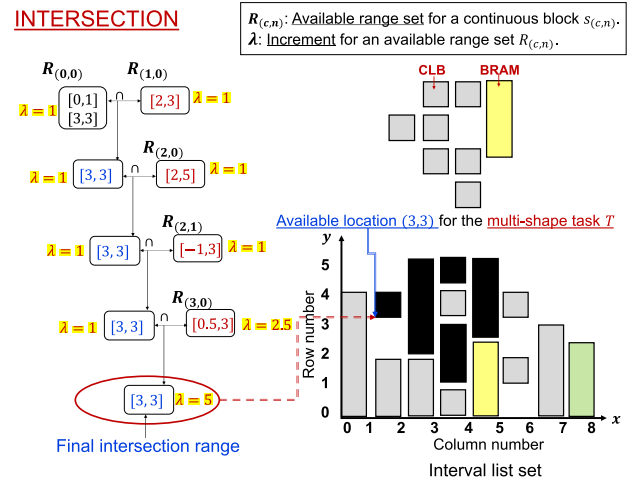 INTERSECTION
R(c,n): Available range set for a continuous block s(c,n).
λ: Increment for an available range set R(c,n).
R(0,0) R(1,0)
λ = 1 [0,1] [3,3] ∩ [2,3] λ = 1
R(2,0)
λ = 1 [3, 3] ∩ [2,5] λ = 1
R(2,1)
λ = 1 [3, 3] ∩ [−1,3] λ = 1
R(3,0)
λ = 1 [3, 3] ∩ [0.5,3] λ = 2.5
[3, 3] λ = 5
Final intersection range
CLB BRAM
Available location (3,3) for the multi-shape task T
y
5
4
3
2
1
0
Row number
0 1 2 3 4 5 6 7 8 x
Column number
Interval list set